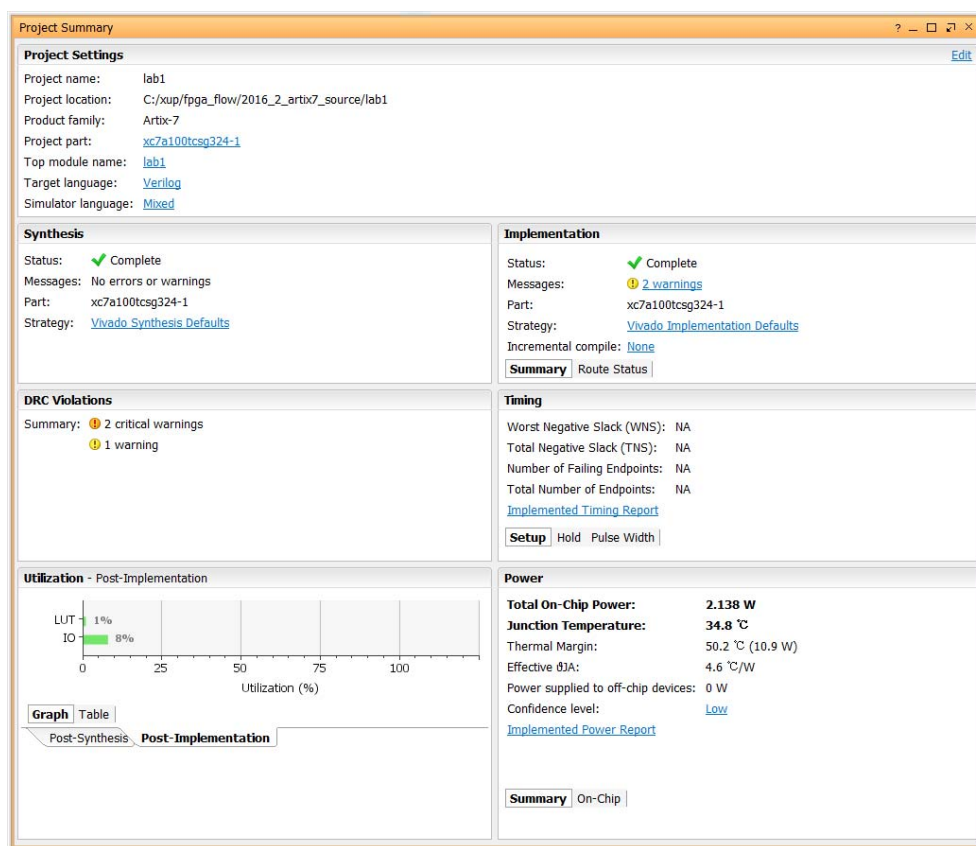 Project Summary
Project Settings
Edit
Project name: lab1
Project location: C:/xup/fpga_flow/2016_2_artix7_source/lab1
Product family: Artix-7
Project part: xc7a100tcsg324-1
Top module name: lab1
Target language: Verilog
Simulator language: Mixed
Synthesis
Status: Complete
Messages: No errors or warnings
Part: xc7a100tcsg324-1
Strategy: Vivado Synthesis Defaults
Implementation
Status: Complete
Messages: 2 warnings
Part: xc7a100tcsg324-1
Strategy: Vivado Implementation Defaults
Incremental compile: None
Summary Route Status
DRC Violations
Summary: 2 critical warnings
1 warning
Timing
Worst Negative Slack (WNS): NA
Total Negative Slack (TNS): NA
Number of Failing Endpoints: NA
Total Number of Endpoints: NA
Implemented Timing Report
Setup Hold Pulse Width
Utilization - Post-Implementation
LUT 1%
IO 8%
0 25 50 75 100
Utilization (%)
Graph Table
Post-Synthesis Post-Implementation
Power
Total On-Chip Power: 2.138 W
Junction Temperature: 34.8 ℃
Thermal Margin: 50.2 ℃ (10.9 W)
Effective ϑJA: 4.6 ℃/W
Power supplied to off-chip devices: 0 W
Confidence level: Low
Implemented Power Report
Summary On-Chip